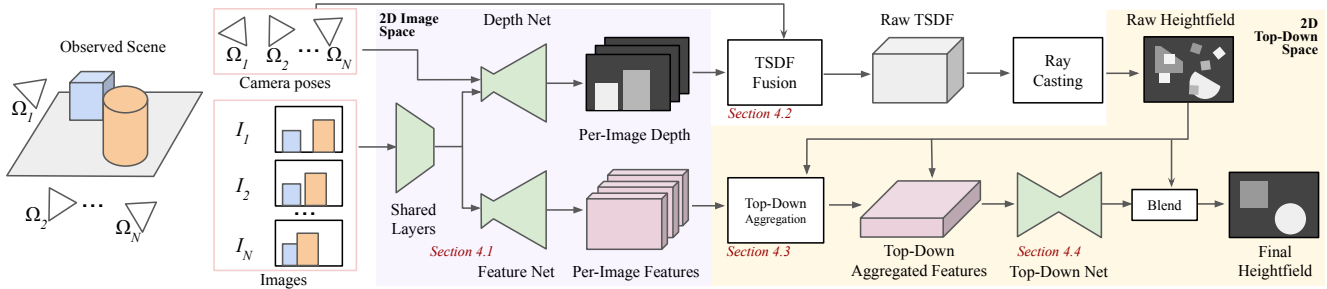 Observed Scene
Ω1
Ω2
...
ΩN
Ω1
Ω2
...
ΩN
Camera poses
I1
I2
...
IN
Images
2D Image
Space
Depth Net
Shared
Layers
Section 4.1
Feature Net
Per-Image Depth
Per-Image Features
TSDF
Fusion
Section 4.2
Raw TSDF
Ray
Casting
Raw Heightfield
2D
Top-Down
Space
Top-Down
Aggregation
Section 4.3
Top-Down
Aggregated Features
Section 4.4
Top-Down Net
Blend
Final
Heightfield